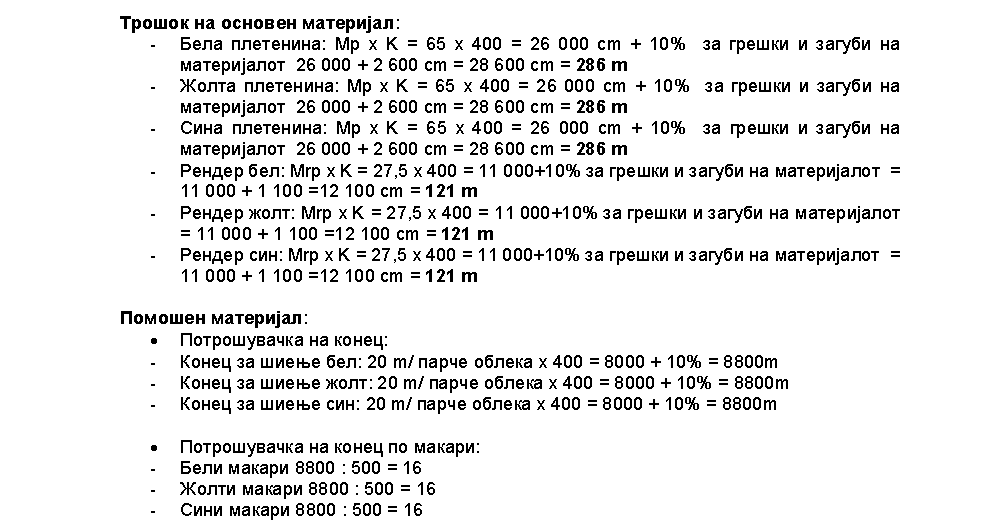 Трошок на основен материјал:
- Бела плетенина: Mp x K = 65 x 400 = 26 000 cm + 10% за грешки и загуби на
материјалот 26 000 + 2 600 cm = 28 600 cm = 286 m
- Жолта плетенина: Mp x K = 65 x 400 = 26 000 cm + 10% за грешки и загуби на
материјалот 26 000 + 2 600 cm = 28 600 cm = 286 m
- Сина плетенина: Mp x K = 65 x 400 = 26 000 cm + 10% за грешки и загуби на
материјалот 26 000 + 2 600 cm = 28 600 cm = 286 m
- Рендер бел: Mrp x K = 27,5 x 400 = 11 000+10% за грешки и загуби на материјалот =
11 000 + 1 100 =12 100 cm = 121 m
- Рендер жолт: Mrp x K = 27,5 x 400 = 11 000+10% за грешки и загуби на материјалот
= 11 000 + 1 100 =12 100 cm = 121 m
- Рендер син: Mrp x K = 27,5 x 400 = 11 000+10% за грешки и загуби на материјалот =
11 000 + 1 100 =12 100 cm = 121 m
Помошен материјал:
• Потрошувачка на конец:
- Конец за шиење бел: 20 m/ парче облека x 400 = 8000 + 10% = 8800m
- Конец за шиење жолт: 20 m/ парче облека x 400 = 8000 + 10% = 8800m
- Конец за шиење син: 20 m/ парче облека x 400 = 8000 + 10% = 8800m
• Потрошувачка на конец по макари:
- Бели макари 8800 : 500 = 16
- Жолти макари 8800 : 500 = 16
- Сини макари 8800 : 500 = 16